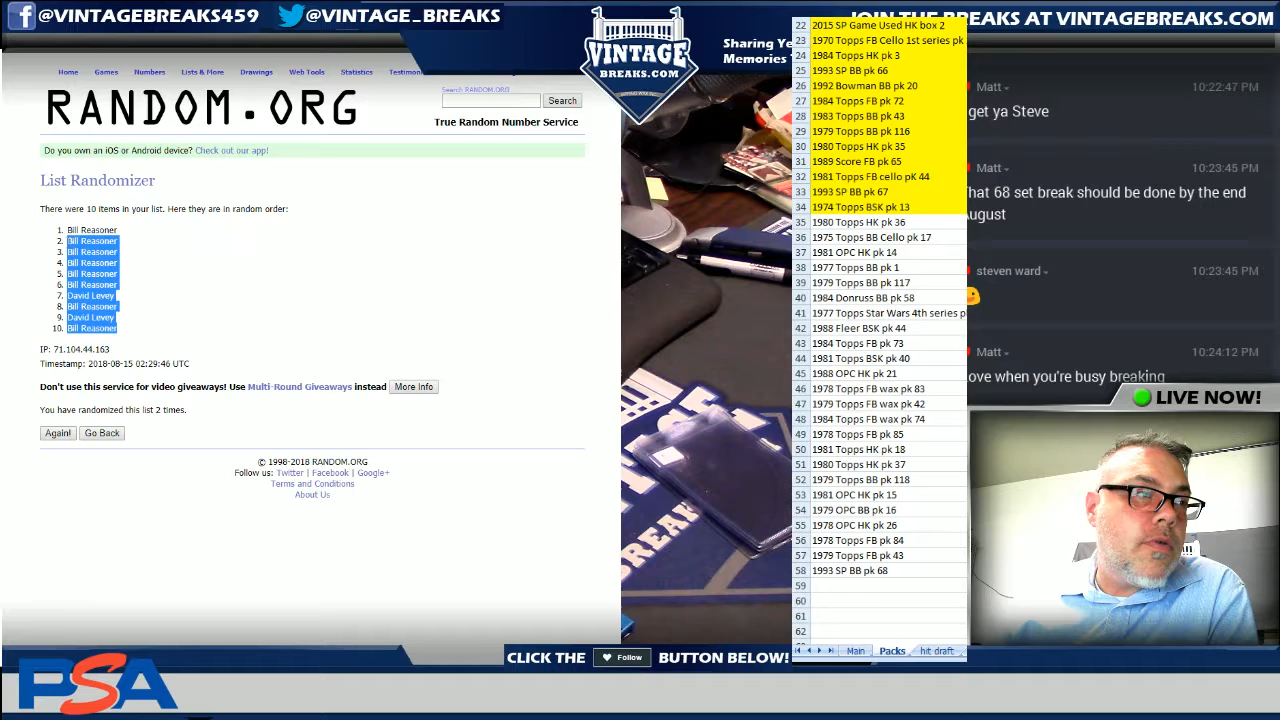 @VINTAGEBREAKS459
@VINTAGE_BREAKS
VINTAGE
BREAKS.COM
Sharing Ye
Memories
JOIN THE BREAKS AT VINTAGEBREAKS.COM
Home
Games
Numbers
Lists & More
Drawings
Web Tools
Statistics
Testimon
RANDOM.ORG
Search RANDOM.ORG
Search
True Random Number Service
Do you own an iOS or Android device? Check out our app!
List Randomizer
There were 10 items in your list. Here they are in random order:
1. Bill Reasoner
2. Bill Reasoner
3. Bill Reasoner
4. Bill Reasoner
5. Bill Reasoner
6. Bill Reasoner
7. David Levey
8. Bill Reasoner
9. David Levey
10. Bill Reasoner
IP: 71.104.44.163
Timestamp: 2018-08-15 02:29:46 UTC
Don't use this service for video giveaways! Use Multi-Round Giveaways instead
More Info
You have randomized this list 2 times.
Again!
Go Back
© 1998-2018 RANDOM.ORG
Follow us: Twitter | Facebook | Google+
Terms and Conditions
About Us
22 2015 SP Game Used HK box 2
23 1970 Topps FB Cello 1st series pk
24 1984 Topps HK pk 3
25 1993 SP BB pk 66
26 1992 Bowman BB pk 20
27 1984 Topps FB pk 72
28 1983 Topps BB pk 43
29 1979 Topps BB pk 116
30 1980 Topps HK pk 35
31 1989 Score FB pk 65
32 1981 Topps FB cello pK 44
33 1993 SP BB pk 67
34 1974 Topps BSK pk 13
35 1980 Topps HK pk 36
36 1975 Topps BB Cello pk 17
37 1981 OPC HK pk 14
38 1977 Topps BB pk 1
39 1979 Topps BB pk 117
40 1984 Donruss BB pk 58
41 1977 Topps Star Wars 4th series p
42 1988 Fleer BSK pk 44
43 1984 Topps FB pk 73
44 1981 Topps BSK pk 40
45 1988 OPC HK pk 21
46 1978 Topps FB wax pk 83
47 1979 Topps FB wax pk 42
48 1984 Topps FB wax pk 74
49 1978 Topps FB pk 85
50 1981 Topps HK pk 18
51 1980 Topps HK pk 37
52 1979 Topps BB pk 118
53 1981 OPC HK pk 15
54 1979 OPC BB pk 16
55 1978 OPC HK pk 26
56 1978 Topps FB pk 84
57 1979 Topps FB pk 43
58 1993 SP BB pk 68
59
60
61
62
Main
Packs
hit draft
Matt
10:22:47 PM
get ya Steve
Matt
10:23:45 PM
That 68 set break should be done by the end
August
steven ward
10:23:45 PM
Matt
10:24:12 PM
love when you're busy breaking
LIVE NOW!
BREAK
CLICK THE
Follow
BUTTON BELOW!
PSA